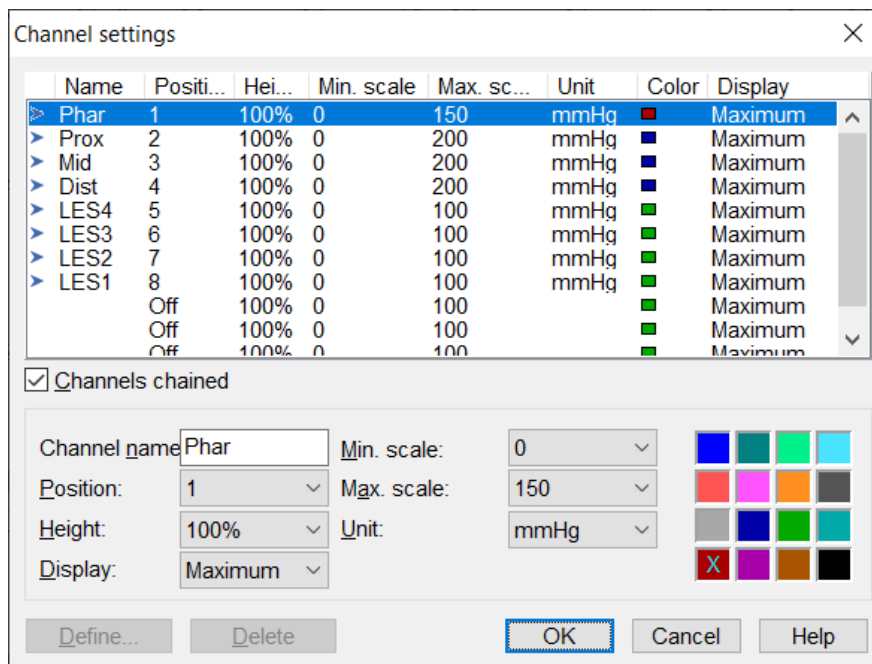 Channel settings
Name Positi... Hei... Min. scale Max. sc... Unit Color Display
Phar 1 100% 0 150 mmHg Maximum
Prox 2 100% 0 200 mmHg Maximum
Mid 3 100% 0 200 mmHg Maximum
Dist 4 100% 0 200 mmHg Maximum
LES4 5 100% 0 100 mmHg Maximum
LES3 6 100% 0 100 mmHg Maximum
LES2 7 100% 0 100 mmHg Maximum
LES1 8 100% 0 100 mmHg Maximum
Off 100% 0 100 Maximum
Off 100% 0 100 Maximum
Off 100% 0 100 Maximum
Channels chained
Channel name Phar Min. scale: 0
Position: 1 Max. scale: 150
Height: 100% Unit: mmHg
Display: Maximum X
Define... Delete OK Cancel Help